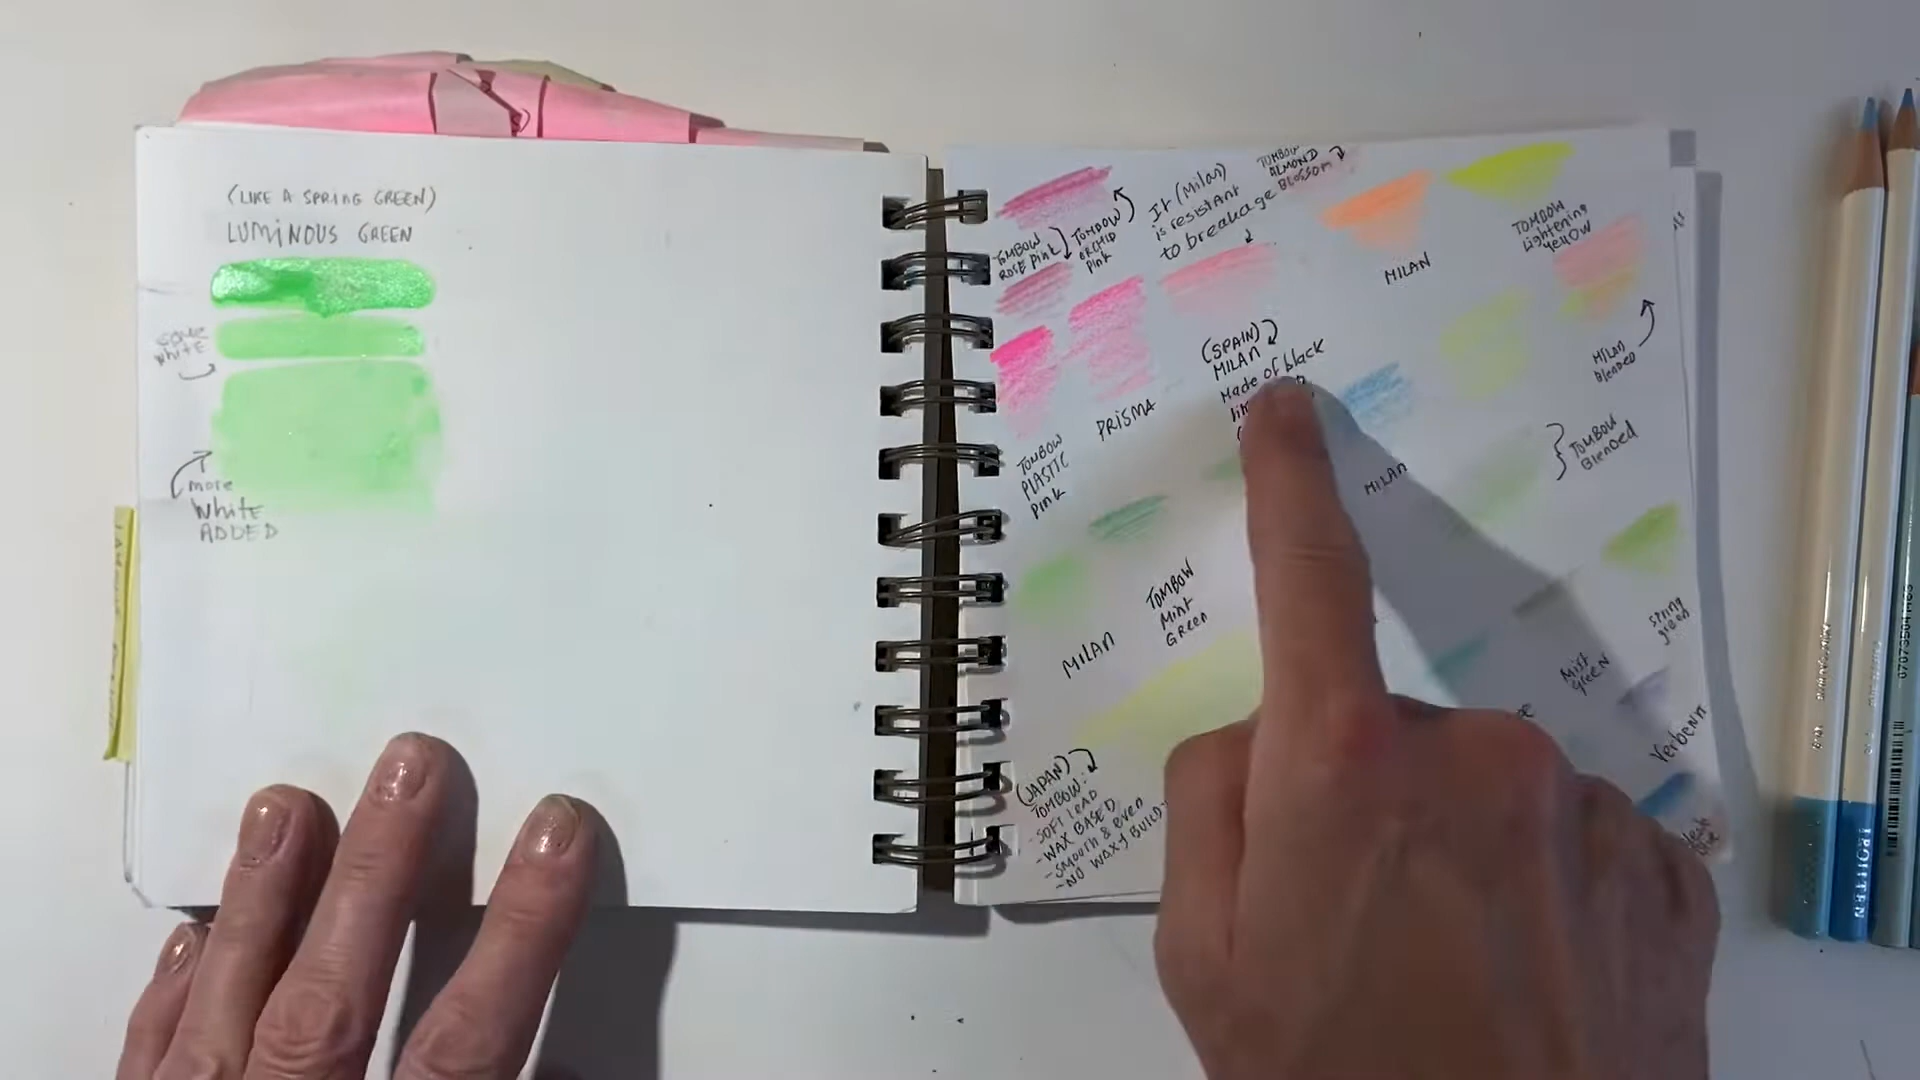 (LIKE A SPRING GREEN)
LUMINOUS GREEN
some
white
more
white
ADDED
TOMBOW
ROSE Pink
TOMBOW
ORCHID
Pink
It (Milan)
is resistant
to breakage
TOMBOW
ALMOND
BLOSSOM
MILAN
TOMBOW
Lightening
yellow
MILAN
Blended
TOMBOW
PLASTIC
Pink
PRISMA
(SPAIN)
MILAN
Made of black
MILAN
TOMBOW
Blended
MILAN
TOMBOW
Mint
Green
spring
green
Mist
Green
Verbena
(JAPAN)
TOMBOW:
- SOFT LEAD
- WAX BASED
- SMOOTH & even
- NO WAXY BUILD-
IROJITEN